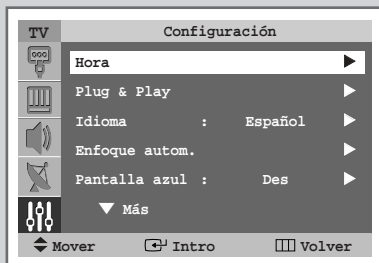 TV Configuración
Hora
Plug & Play
Idioma : Español
Enfoque autom.
Pantalla azul : Des
Más
Mover Intro Volver